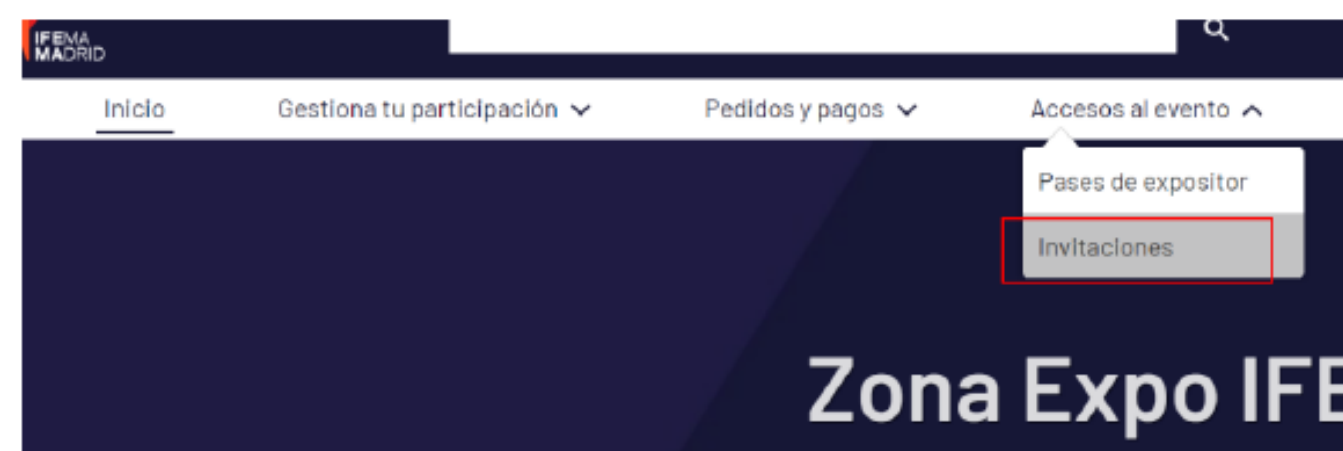 IFEMA
MADRID
Inicio
Gestiona tu participación
Pedidos y pagos
Accesos al evento
Pases de expositor
Invitaciones
Zona Expo IFE